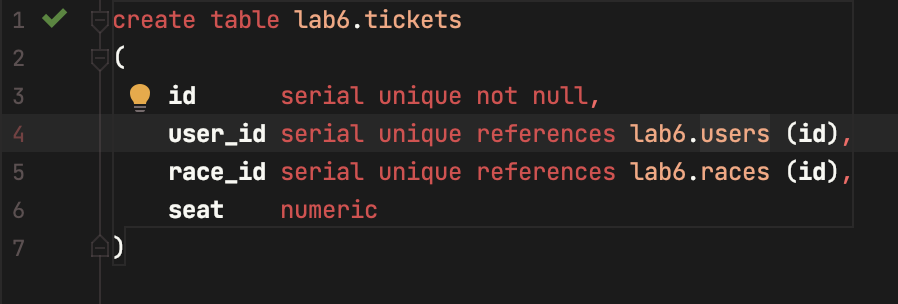 1 create table lab6.tickets
2 (
3 id serial unique not null,
4 user_id serial unique references lab6.users (id),
5 race_id serial unique references lab6.races (id),
6 seat numeric
7 )